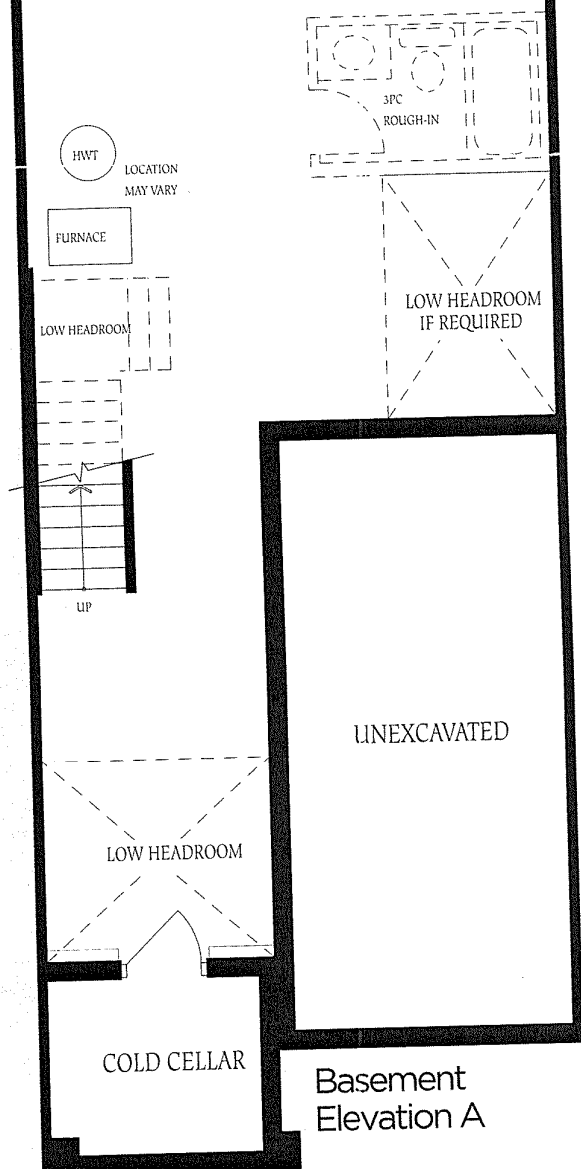 3PC
ROUGH-IN
HWT
LOCATION
MAY VARY
FURNACE
LOW HEADROOM
IF REQUIRED
LOW HEADROOM
UP
UNEXCAVATED
LOW HEADROOM
COLD CELLAR
Basement
Elevation A